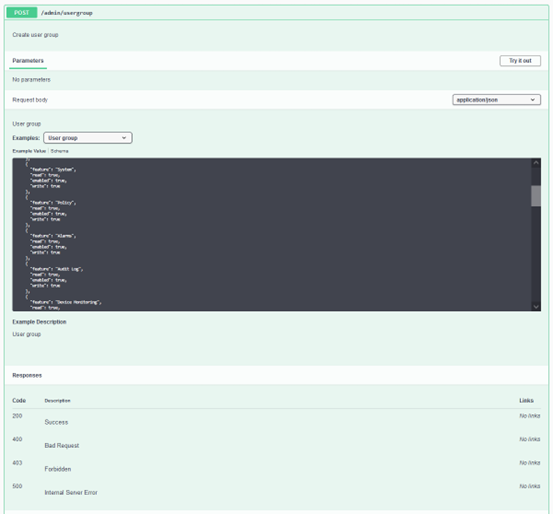 POST /admin/usergroup
Create user group
Parameters
Try it out
No parameters
Request body
application/json
User group
Examples: User group
Example Value | Schema
},
{
"feature": "System",
"read": true,
"enabled": true,
"write": true
},
{
"feature": "Policy",
"read": true,
"enabled": true,
"write": true
},
{
"feature": "Alarms",
"read": true,
"enabled": true,
"write": true
},
{
"feature": "Audit Log",
"read": true,
"enabled": true,
"write": true
},
{
"feature": "Device Monitoring",
"read": true,
Example Description
User group
Responses
Code Description Links
200 Success No links
400 Bad Request No links
403 Forbidden No links
500 Internal Server Error No links